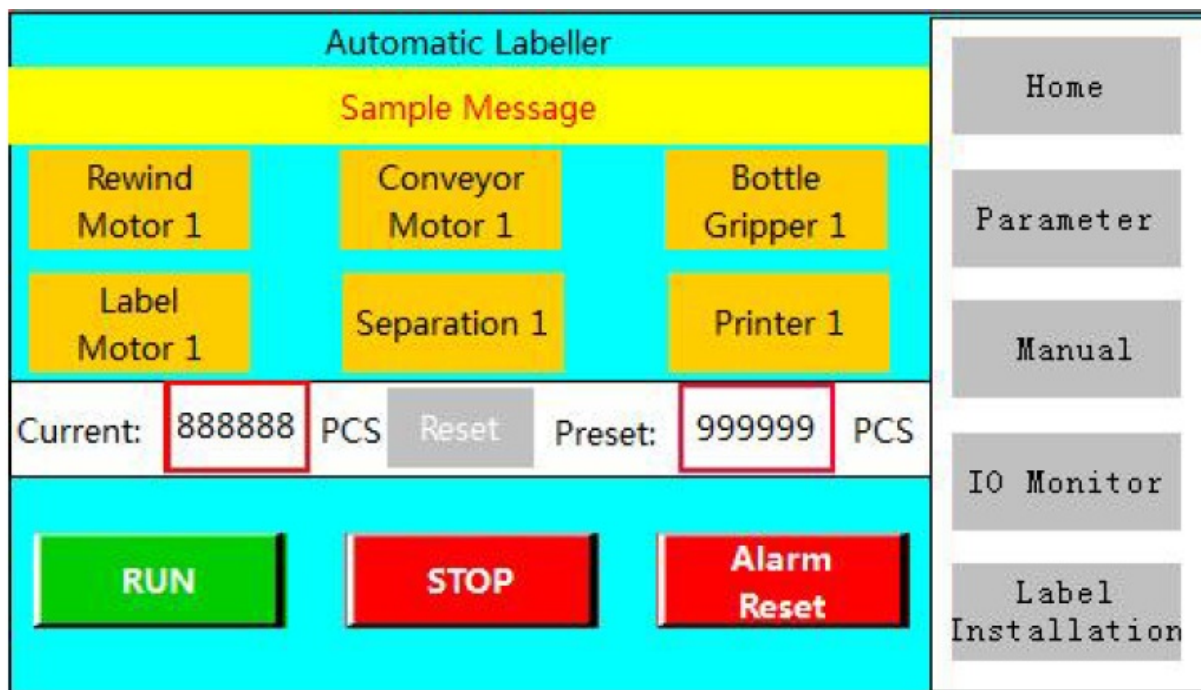 Automatic Labeller
Sample Message
Rewind
Motor 1
Conveyor
Motor 1
Bottle
Gripper 1
Label
Motor 1
Separation 1
Printer 1
Current: 888888 PCS Reset Preset: 999999 PCS
RUN
STOP
Alarm
Reset
Home
Parameter
Manual
IO Monitor
Label
Installation